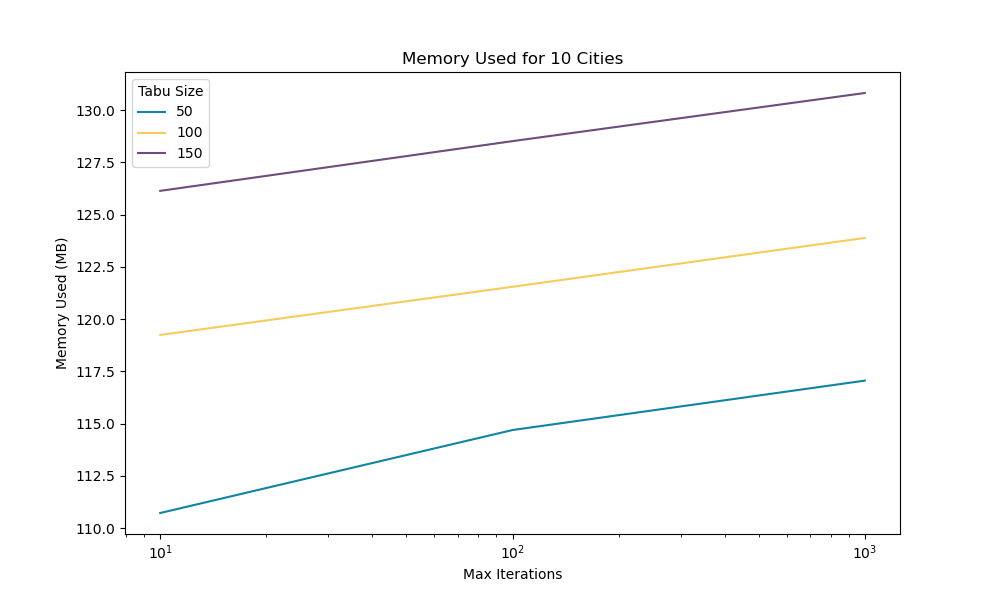 Memory Used for 10 Cities
Tabu Size
50
100
150
130.0
127.5
125.0
122.5
120.0
117.5
115.0
112.5
110.0
Memory Used (MB)
10¹ 10² 10³
Max Iterations